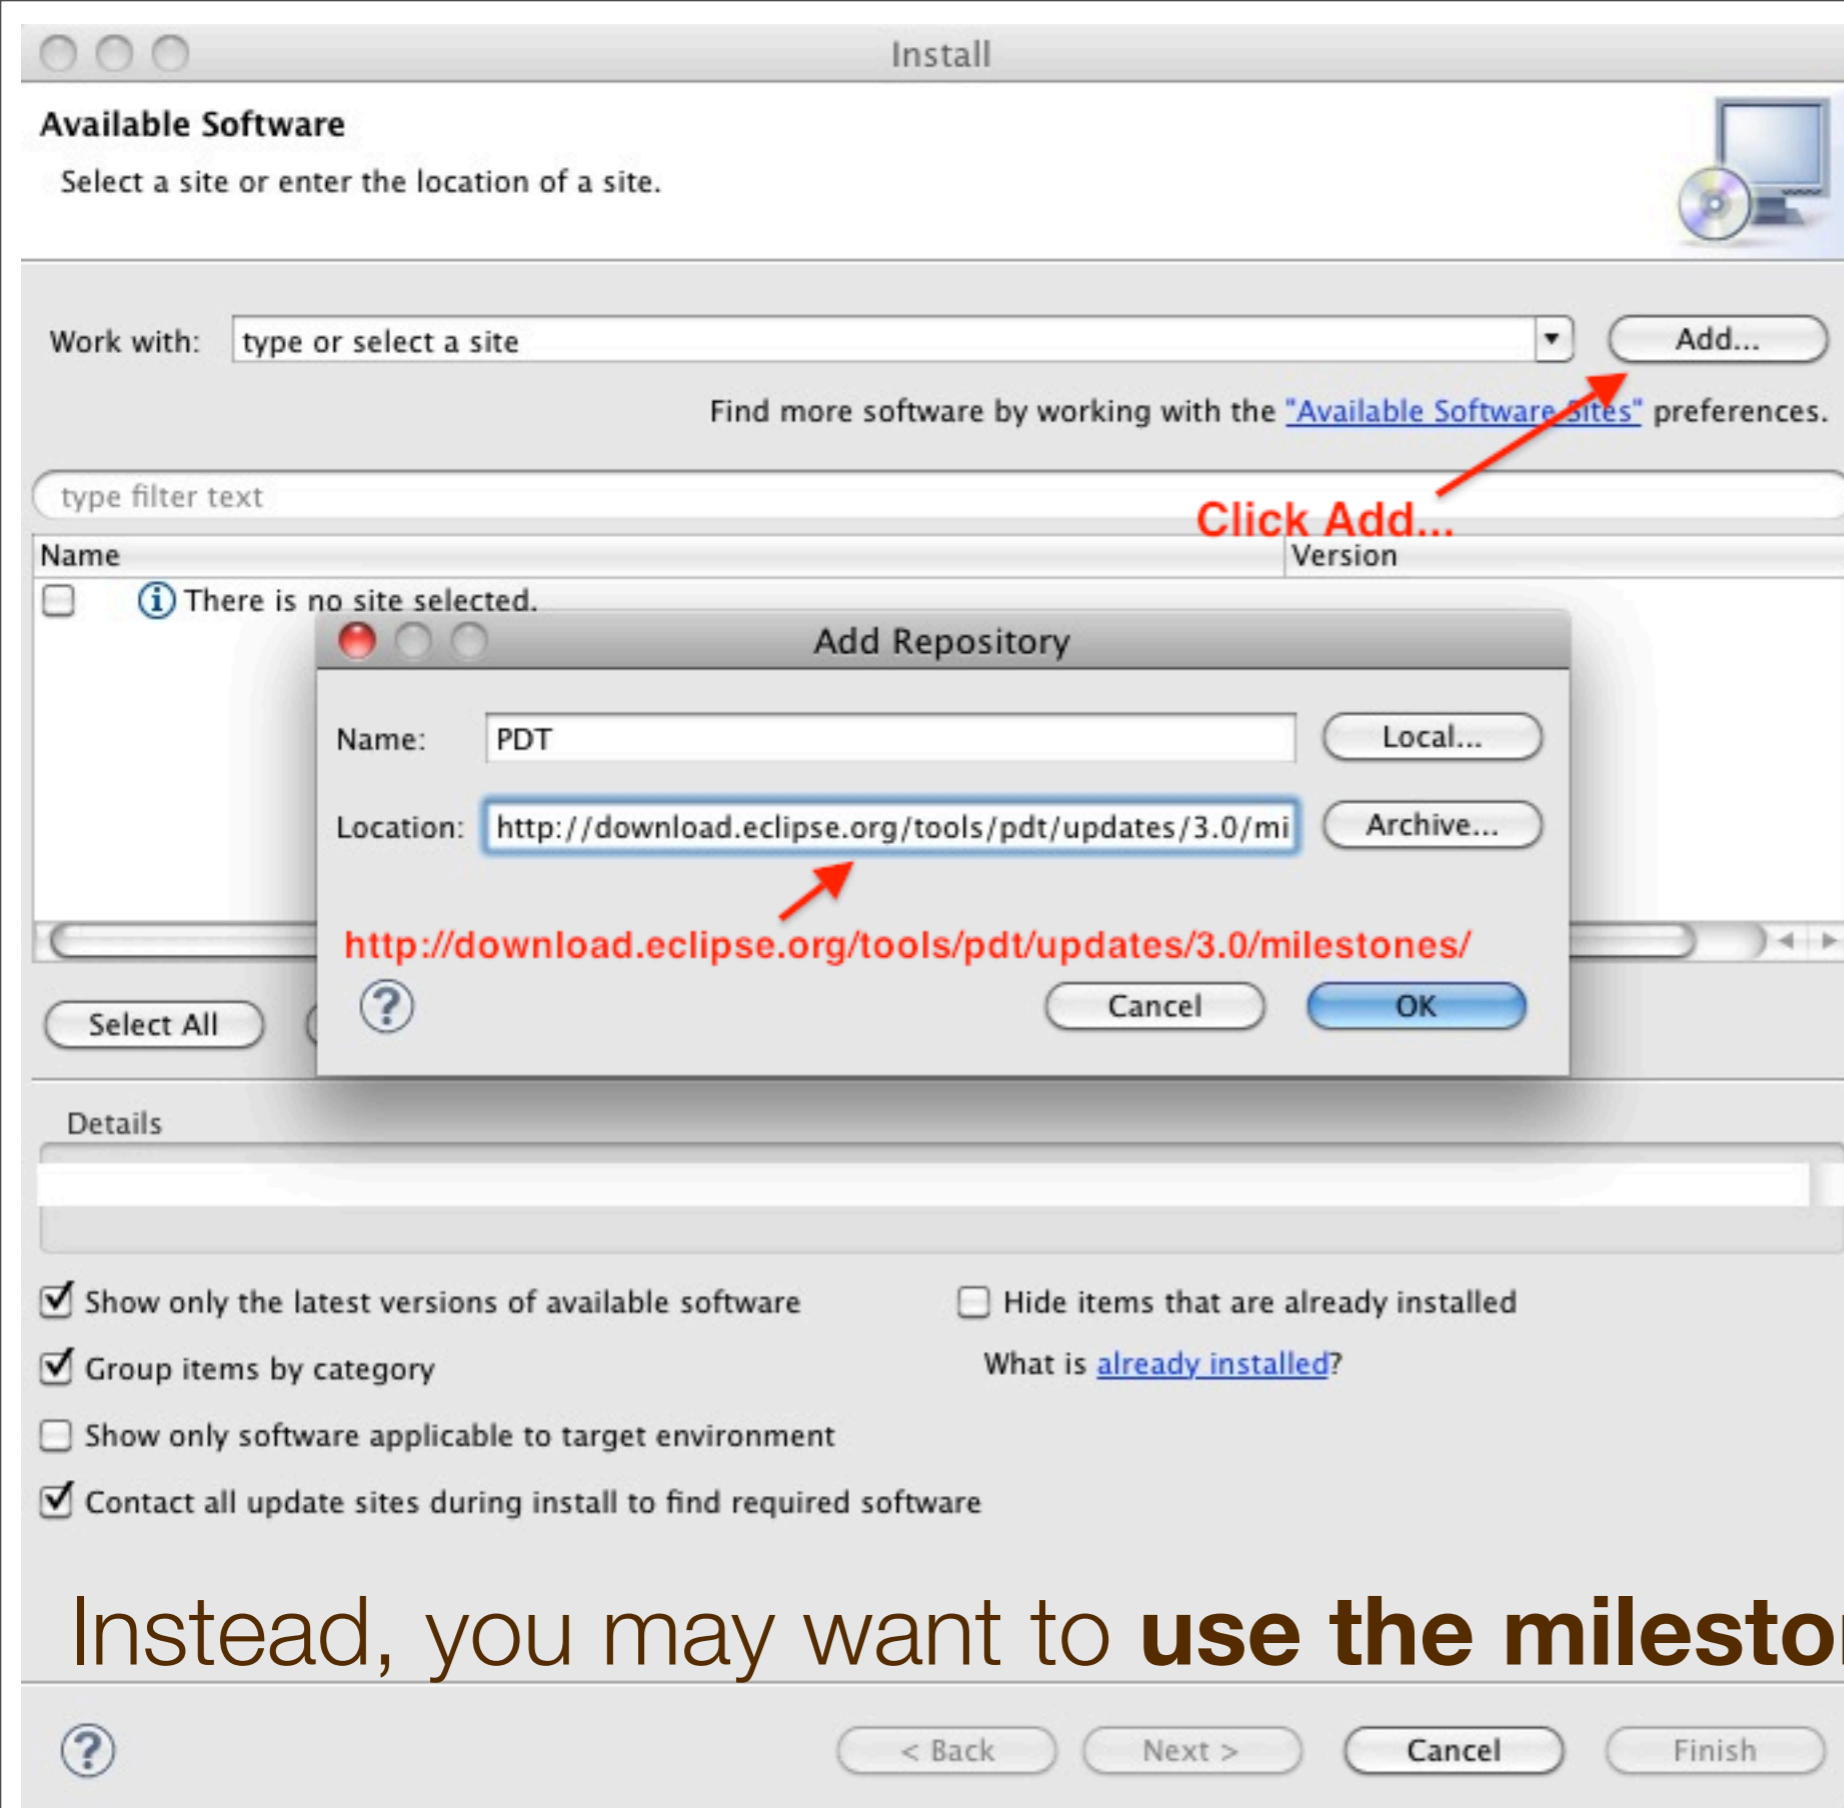 Install
Available Software
Select a site or enter the location of a site.
Work with: type or select a site Add...
Find more software by working with the "Available Software Sites" preferences.
type filter text
Click Add...
Name Version
There is no site selected.
Add Repository
Name: PDT Local...
Location: http://download.eclipse.org/tools/pdt/updates/3.0/mi Archive...
http://download.eclipse.org/tools/pdt/updates/3.0/milestones/
? Cancel OK
Select All
Details
Show only the latest versions of available software Hide items that are already installed
Group items by category What is already installed?
Show only software applicable to target environment
Contact all update sites during install to find required software
Instead, you may want to use the
? < Back Next > Cancel Finish